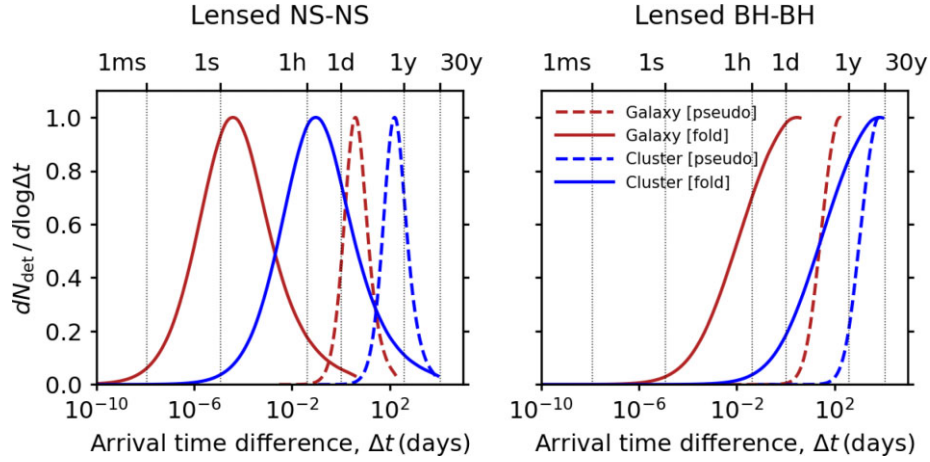 Lensed NS-NS
Lensed BH-BH
1ms 1s 1h 1d 1y 30y
1ms 1s 1h 1d 1y 30y
dN_det / dlogΔt
1.0
0.8
0.6
0.4
0.2
0.0
Galaxy [pseudo]
Galaxy [fold]
Cluster [pseudo]
Cluster [fold]
10^-10 10^-6 10^-2 10^2
10^-10 10^-6 10^-2 10^2
Arrival time difference, Δt (days)
Arrival time difference, Δt (days)